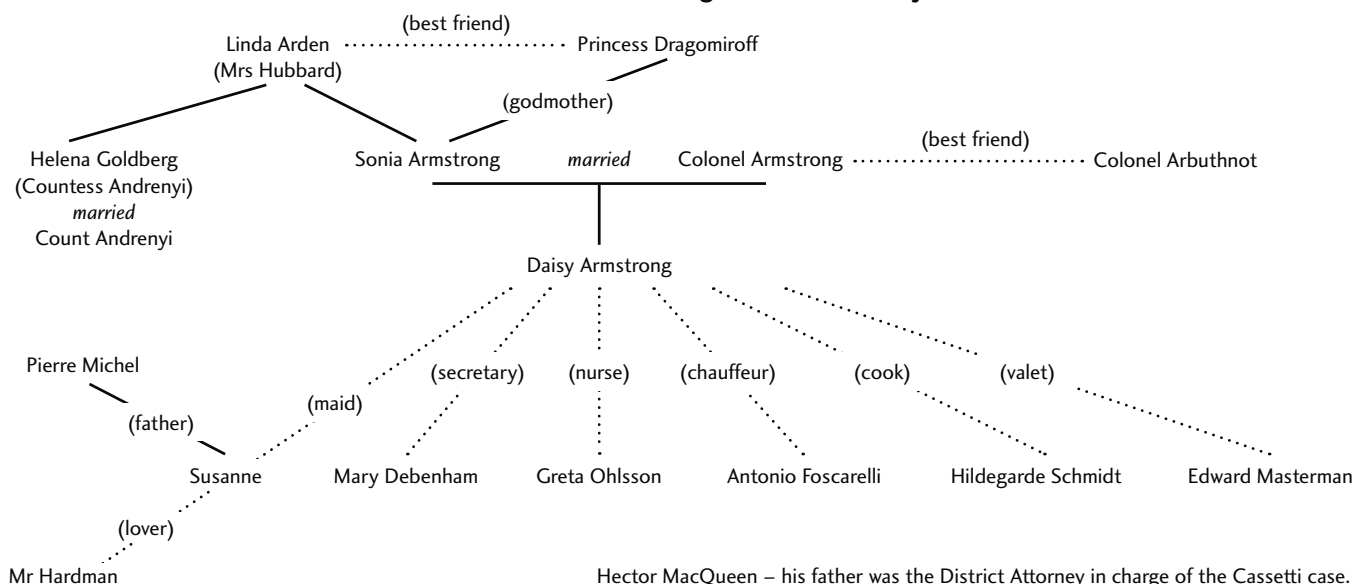 (best friend)
Linda Arden
(Mrs Hubbard)
Princess Dragomiroff
(godmother)
Helena Goldberg
(Countess Andrenyi)
married
Count Andrenyi
Sonia Armstrong
married
Colonel Armstrong
(best friend)
Colonel Arbuthnot
Daisy Armstrong
Pierre Michel
(father)
(maid)
(secretary)
(nurse)
(chauffeur)
(cook)
(valet)
Susanne
Mary Debenham
Greta Ohlsson
Antonio Foscarelli
Hildegarde Schmidt
Edward Masterman
(lover)
Mr Hardman
Hector MacQueen – his father was the District Attorney in charge of the Cassetti case.